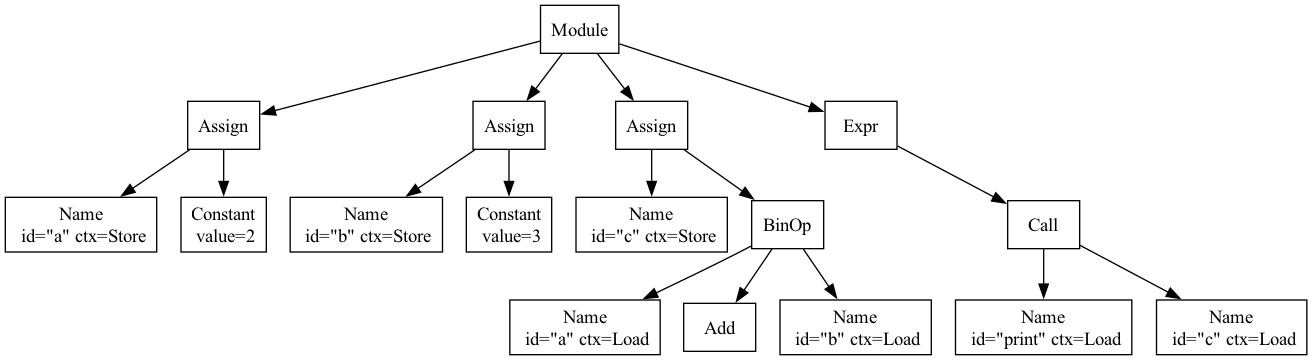 Module
Assign
Assign
Assign
Expr
Name
id="a" ctx=Store
Constant
value=2
Name
id="b" ctx=Store
Constant
value=3
Name
id="c" ctx=Store
BinOp
Call
Name
id="a" ctx=Load
Add
Name
id="b" ctx=Load
Name
id="print" ctx=Load
Name
id="c" ctx=Load